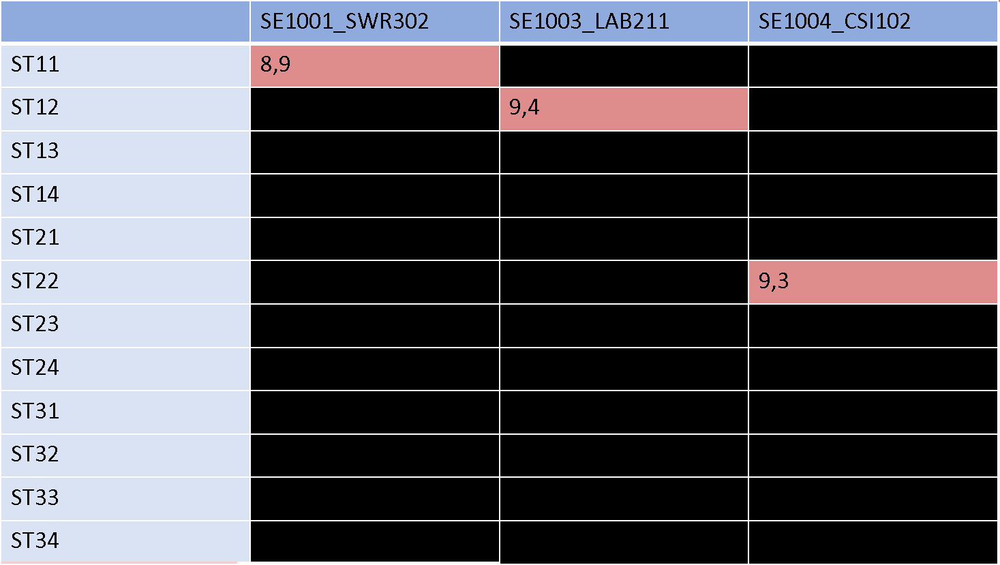 SE1001_SWR302 SE1003_LAB211 SE1004_CSI102
ST11 8,9
ST12 9,4
ST13
ST14
ST21
ST22 9,3
ST23
ST24
ST31
ST32
ST33
ST34